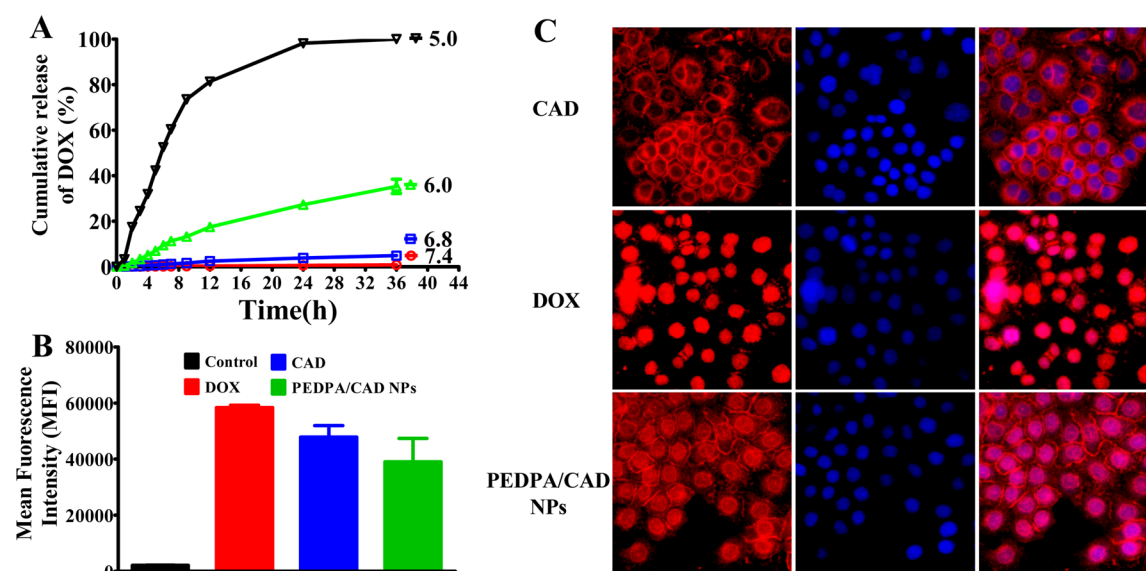 A
Cumulative release
of DOX (%)
100
80
60
40
20
0
0 4 8 12 16 20 24 28 32 36 40 44
Time(h)
5.0
6.0
6.8
7.4
B
Mean Fluorescence
Intensity (MFI)
80000
60000
40000
20000
0
Control
CAD
DOX
PEDPA/CAD NPs
C
CAD
DOX
PEDPA/CAD
NPs